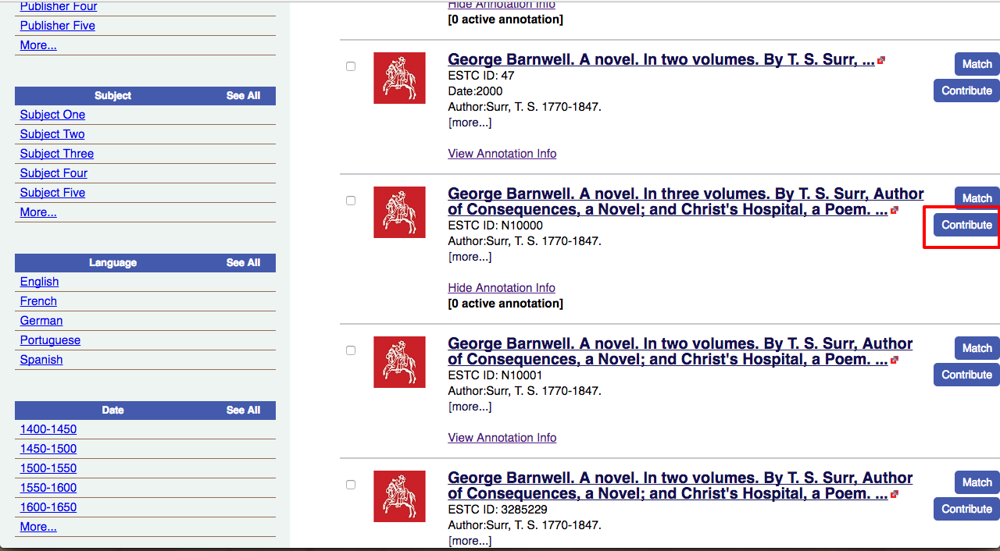 Publisher Four
Publisher Five
More...
Subject See All
Subject One
Subject Two
Subject Three
Subject Four
Subject Five
More...
Language See All
English
French
German
Portuguese
Spanish
Date See All
1400-1450
1450-1500
1500-1550
1550-1600
1600-1650
More...
Hide Annotation Info
[0 active annotation]
George Barnwell. A novel. In two volumes. By T. S. Surr, ...
ESTC ID: 47
Date:2000
Author:Surr, T. S. 1770-1847.
[more...]
View Annotation Info
Match
Contribute
George Barnwell. A novel. In three volumes. By T. S. Surr, Author
of Consequences, a Novel; and Christ's Hospital, a Poem. ...
ESTC ID: N10000
Author:Surr, T. S. 1770-1847.
[more...]
Hide Annotation Info
[0 active annotation]
Match
Contribute
George Barnwell. A novel. In two volumes. By T. S. Surr, Author
of Consequences, a Novel; and Christ's Hospital, a Poem. ...
ESTC ID: N10001
Author:Surr, T. S. 1770-1847.
[more...]
View Annotation Info
Match
Contribute
George Barnwell. A novel. In two volumes. By T. S. Surr, Author
of Consequences, a Novel; and Christ's Hospital, a Poem. ...
ESTC ID: 3285229
Author:Surr, T. S. 1770-1847.
[more...]
Match
Contribute